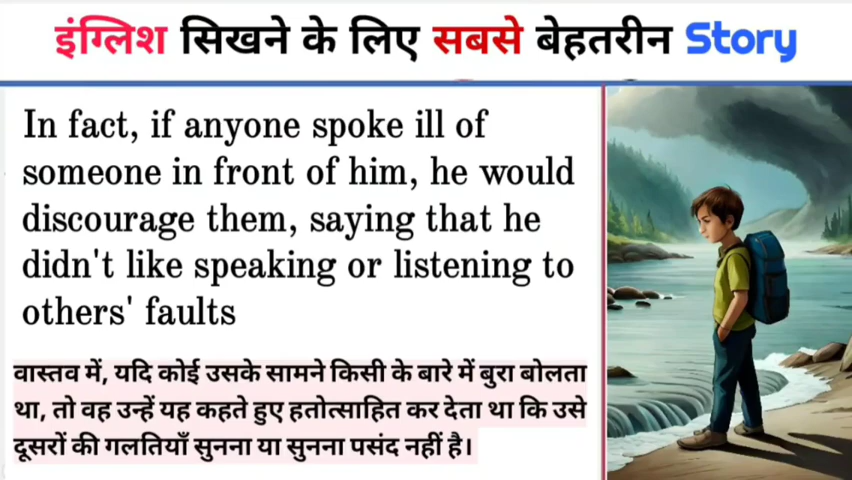 इंग्लिश सिखने के लिए सबसे बेहतरीन Story
In fact, if anyone spoke ill of
someone in front of him, he would
discourage them, saying that he
didn't like speaking or listening to
others' faults
वास्तव में, यदि कोई उसके सामने किसी के बारे में बुरा बोलता
था, तो वह उन्हें यह कहते हुए हतोत्साहित कर देता था कि उसे
दूसरों की गलतियाँ सुनना या सुनना पसंद नहीं है।